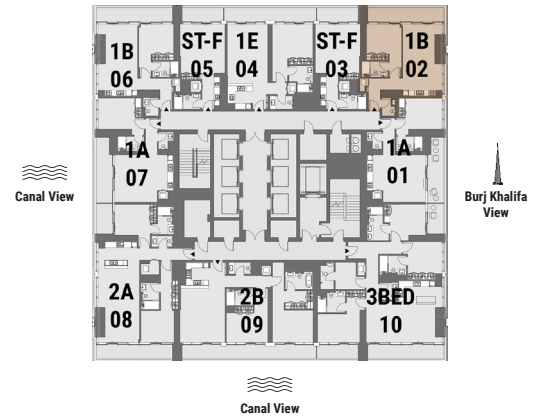 1B
06
ST-F
05
1E
04
ST-F
03
1B
02
1A
07
1A
01
Canal View
Burj Khalifa
View
2A
08
2B
09
3BED
10
Canal View